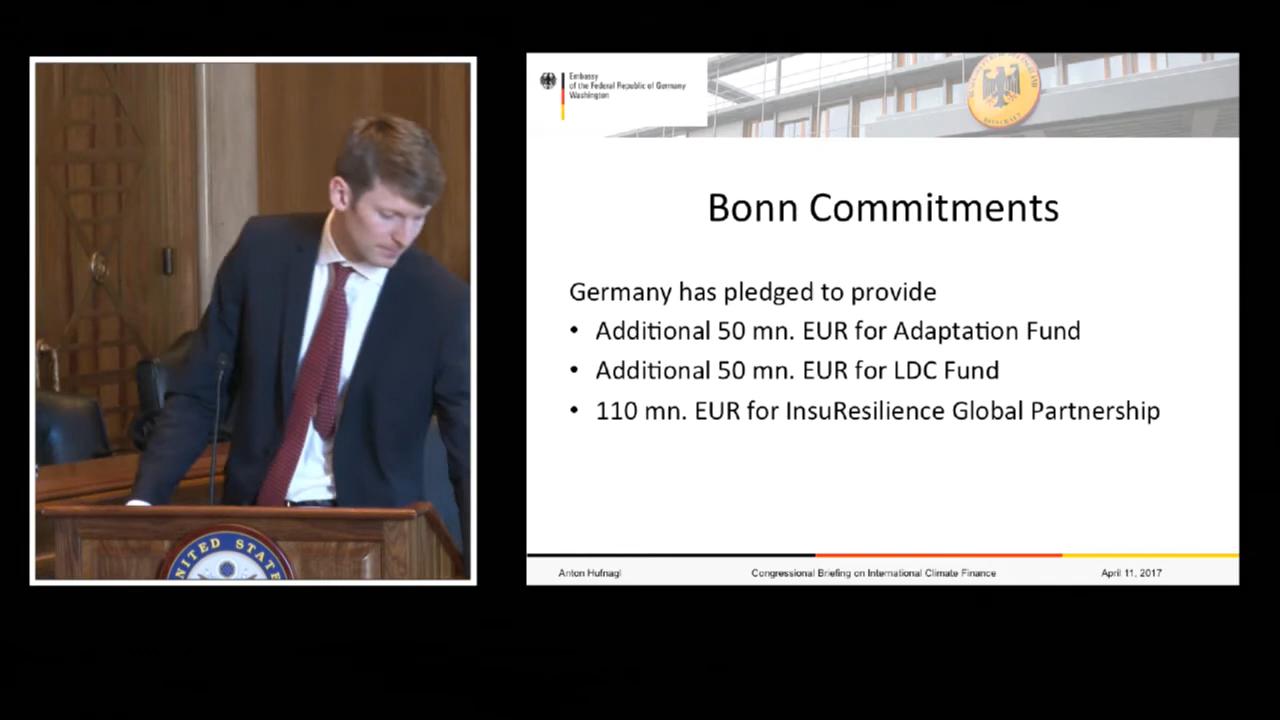 Embassy
of the Federal Republic of Germany
Washington
Bonn Commitments
Germany has pledged to provide
• Additional 50 mn. EUR for Adaptation Fund
• Additional 50 mn. EUR for LDC Fund
• 110 mn. EUR for InsuResilience Global Partnership
Anton Hufnagl
Congressional Briefing on International Climate Finance
April 11, 2017
UNITED STATE